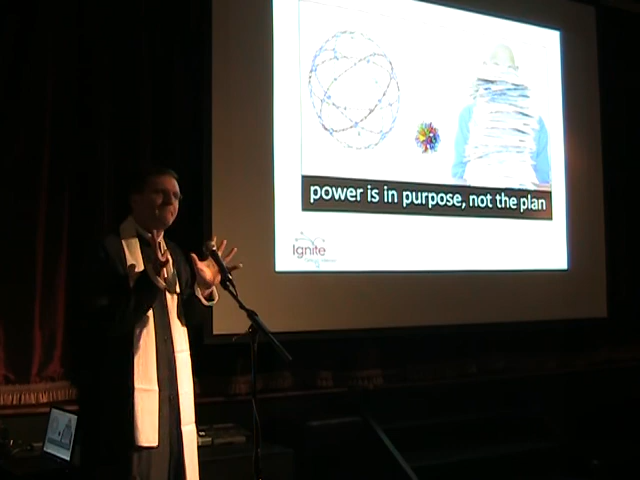 power is in purpose, not the plan
Ignite